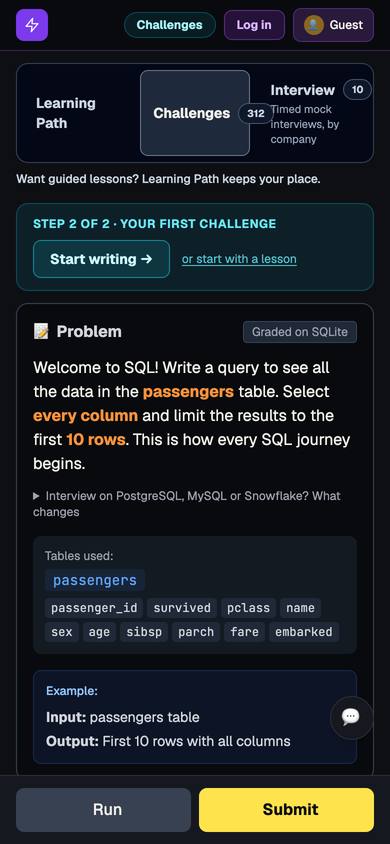 Challenges
Log in
Guest
Learning
Path
Challenges
312
Interview
10
Timed mock
interviews, by
company
Want guided lessons? Learning Path keeps your place.
STEP 2 OF 2 · YOUR FIRST CHALLENGE
Start writing →
or start with a lesson
Problem
Graded on SQLite
Welcome to SQL! Write a query to see all
the data in the passengers table. Select
every column and limit the results to the
first 10 rows. This is how every SQL journey
begins.
Interview on PostgreSQL, MySQL or Snowflake? What
changes
Tables used:
passengers
passenger_id survived pclass name
sex age sibsp parch fare embarked
Example:
Input: passengers table
Output: First 10 rows with all columns
Run
Submit